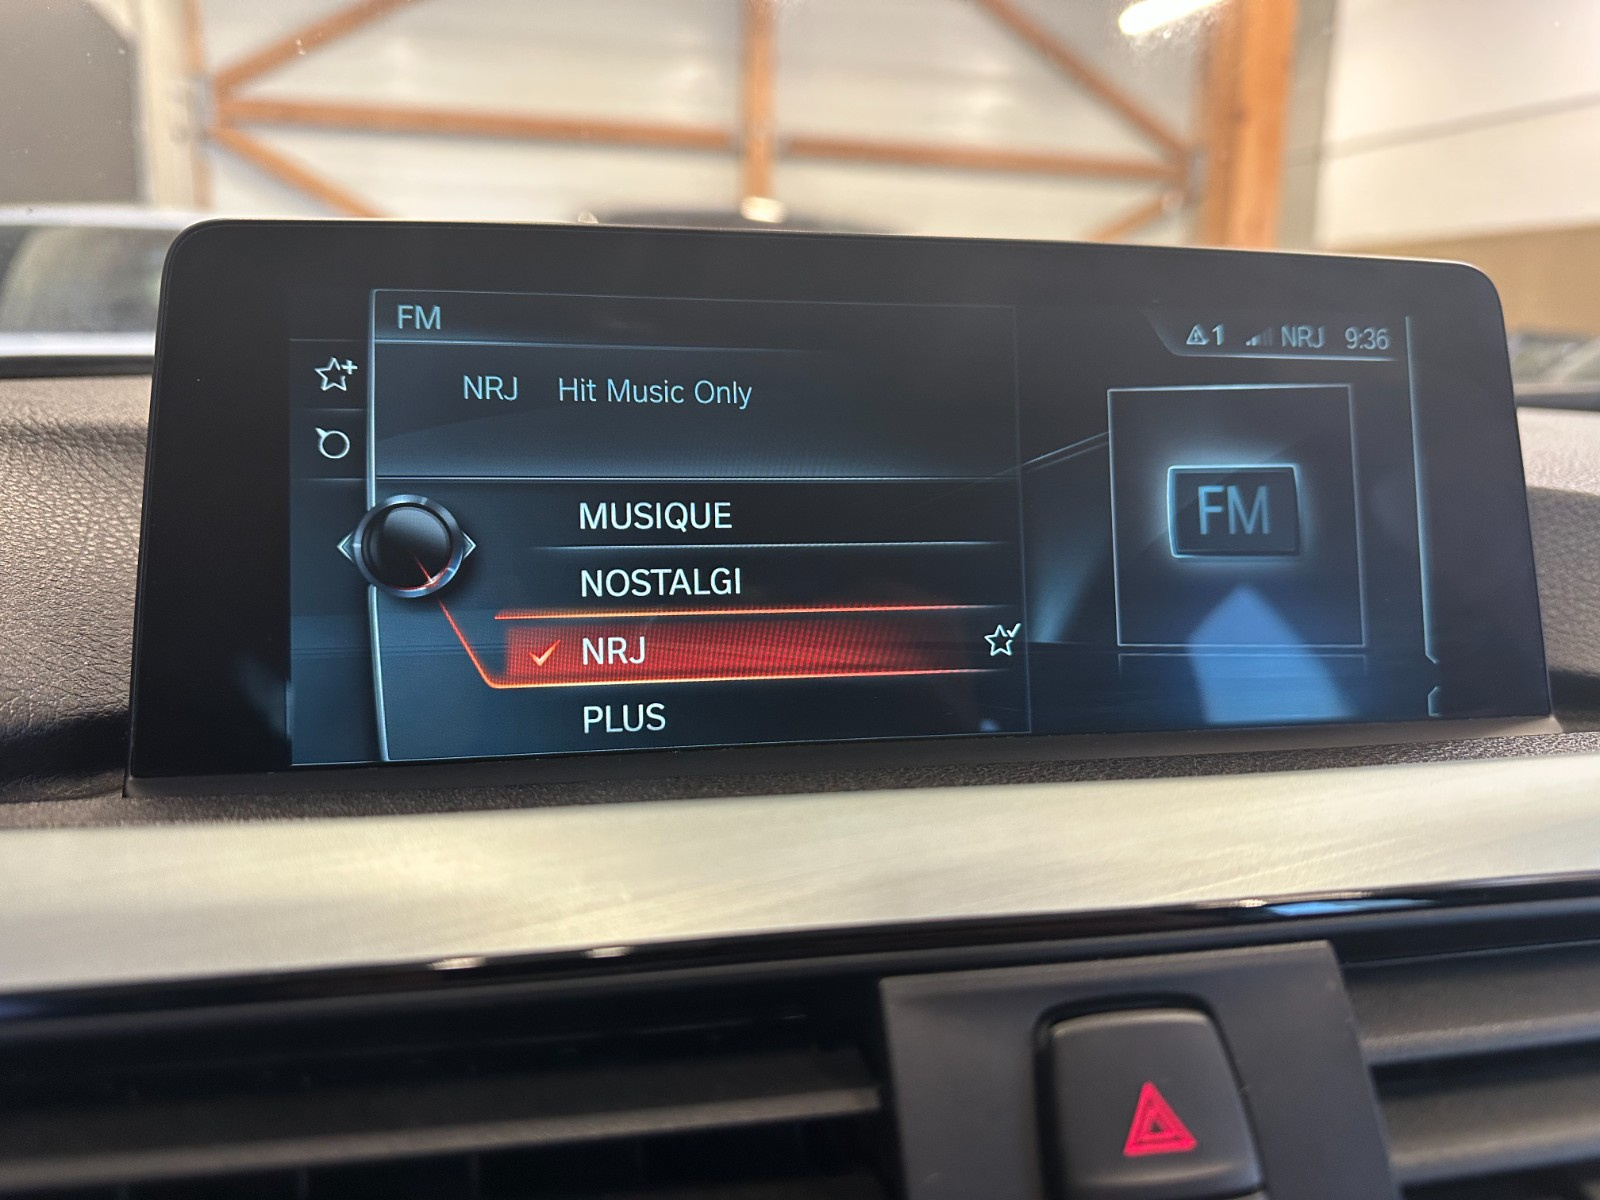 FM
1 NRJ 9:36
NRJ Hit Music Only
MUSIQUE
NOSTALGI
NRJ
PLUS
FM